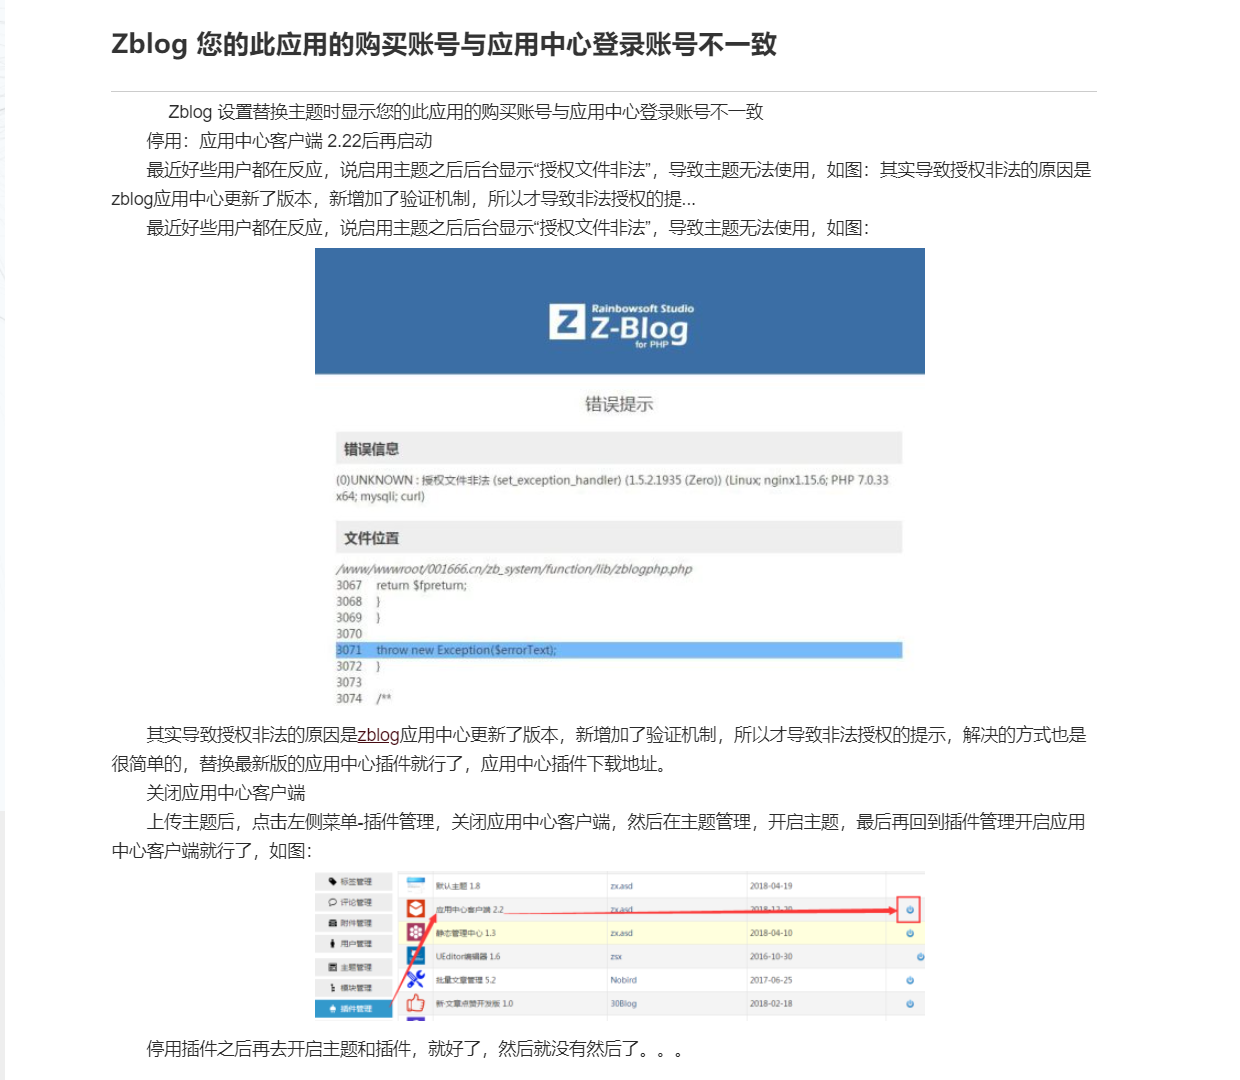 Zblog 您的此应用的购买账号与应用中心登录账号不一致
Zblog 设置替换主题时显示您的此应用的购买账号与应用中心登录账号不一致
停用：应用中心客户端 2.22后再启动
最近好些用户都在反应，说启用主题之后后台显示“授权文件非法”，导致主题无法使用，如图：其实导致授权非法的原因是
zblog应用中心更新了版本，新增加了验证机制，所以才导致非法授权的提...
最近好些用户都在反应，说启用主题之后后台显示“授权文件非法”，导致主题无法使用，如图：
Rainbowsoft Studio
Z Z-Blog
for PHP
错误提示
错误信息
(0)UNKNOWN : 授权文件非法 (set_exception_handler) (1.5.2.1935 (Zero)) (Linux; nginx1.15.6; PHP 7.0.33
x64; mysqli; curl)
文件位置
/www/wwwroot/001666.cn/zb_system/function/lib/zblogphp.php
3067 return $fpreturn;
3068 }
3069 }
3070
3071 throw new Exception($errorText);
3072 }
3073
3074 /**
其实导致授权非法的原因是zblog应用中心更新了版本，新增加了验证机制，所以才导致非法授权的提示，解决的方式也是
很简单的，替换最新版的应用中心插件就行了，应用中心插件下载地址。
关闭应用中心客户端
上传主题后，点击左侧菜单-插件管理，关闭应用中心客户端，然后在主题管理，开启主题，最后再回到插件管理开启应用
中心客户端就行了，如图：
标签管理
评论管理
附件管理
用户管理
主题管理
模块管理
插件管理
默认主题 1.8 zx.asd 2018-04-19
应用中心客户端 2.2 zx.asd 2018-12-20
静态管理中心 1.3 zx.asd 2018-04-10
UEditor编辑器 1.6 zsx 2016-10-30
批量文章管理 5.2 Nobird 2017-06-25
新·文章点赞开发版 1.0 30Blog 2018-02-18
停用插件之后再去开启主题和插件，就好了，然后就没有然后了。。。